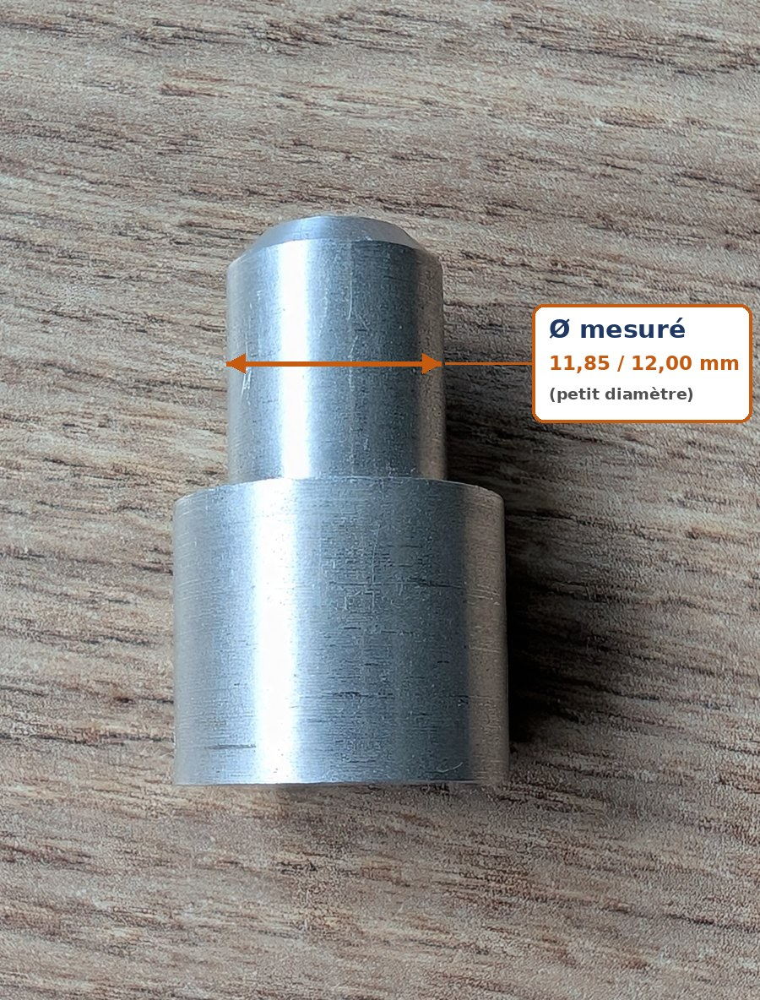 Ø mesuré
11,85 / 12,00 mm
(petit diamètre)